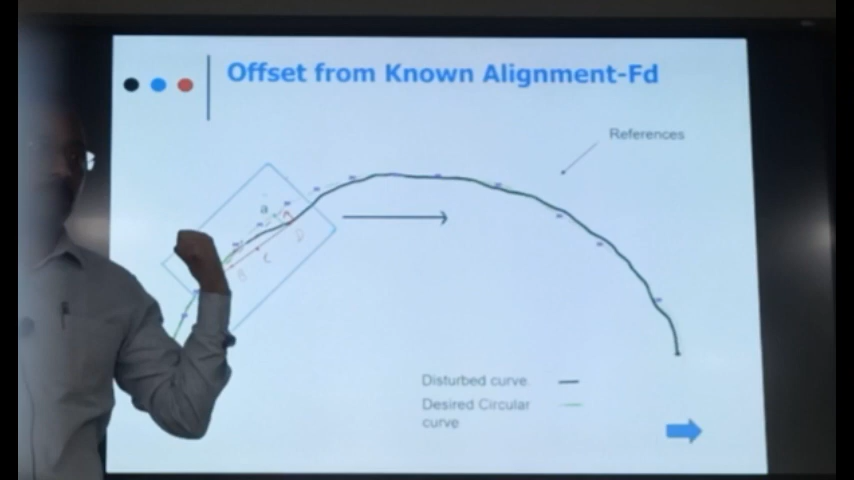 Offset from Known Alignment-Fd
References
a
D
C
B
Disturbed curve
Desired Circular
curve